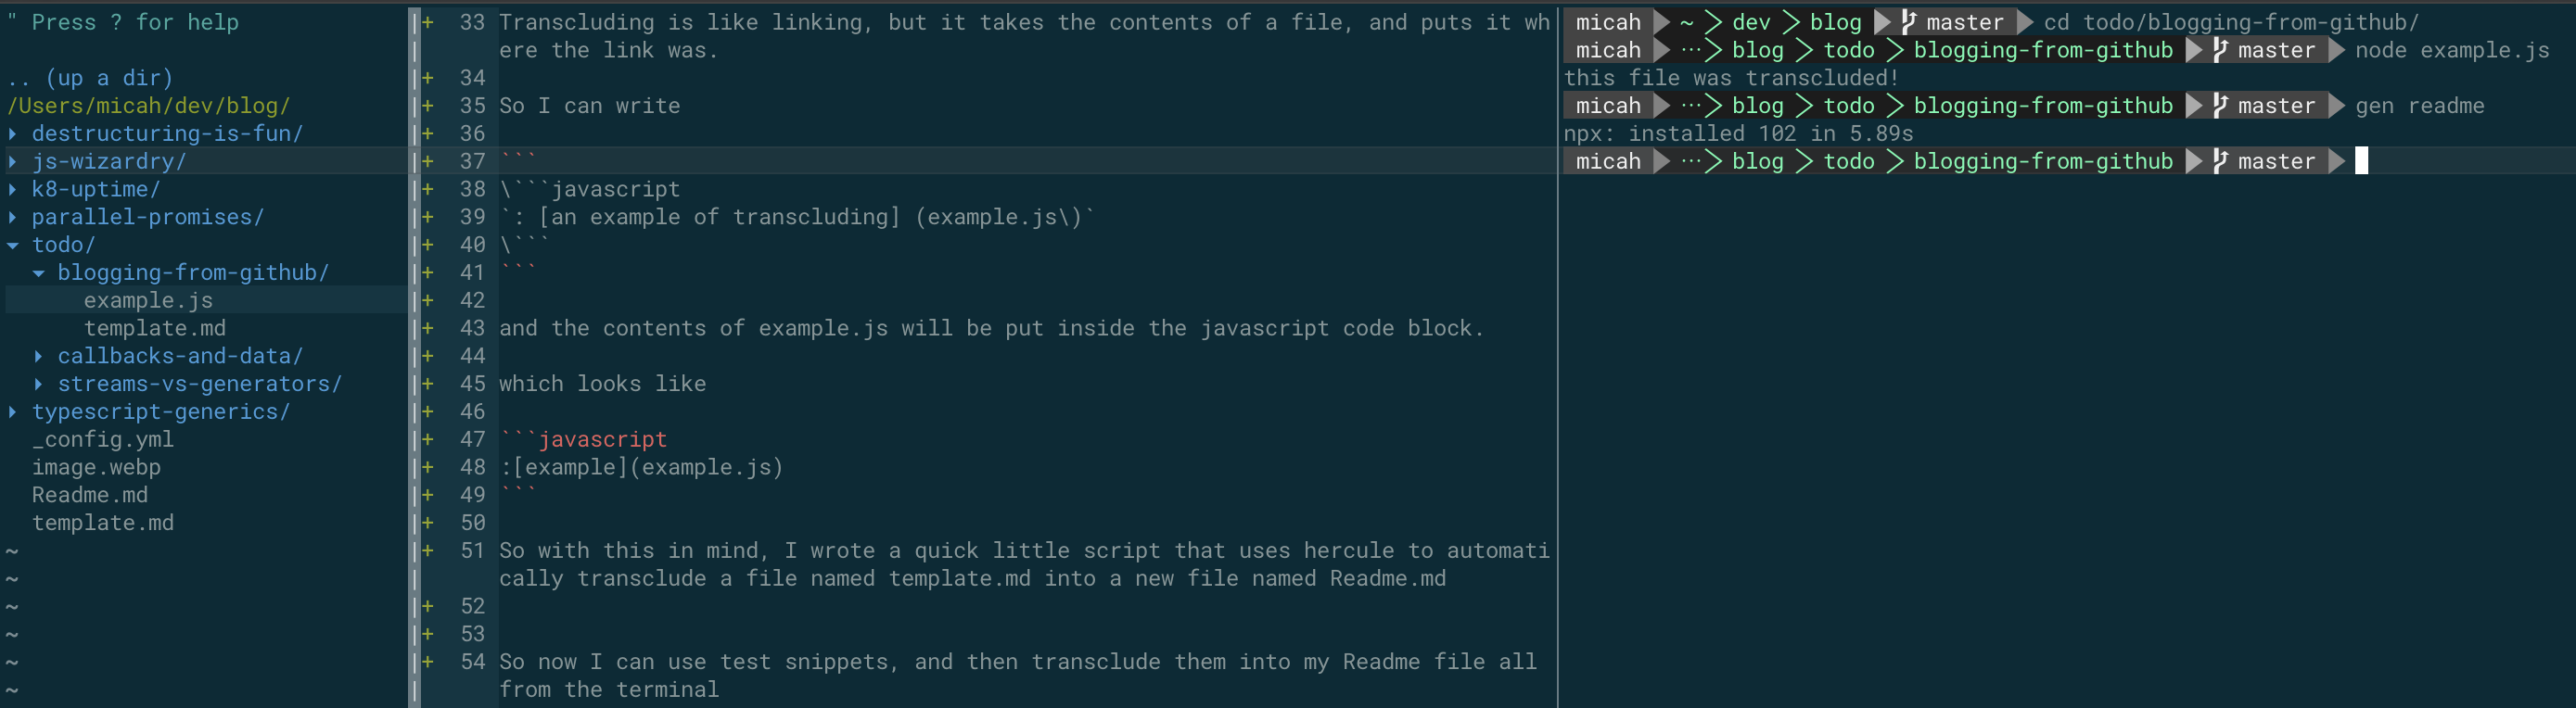 " Press ? for help
.. (up a dir)
/Users/micah/dev/blog/
▸ destructuring-is-fun/
▸ js-wizardry/
▸ k8-uptime/
▸ parallel-promises/
▾ todo/
▾ blogging-from-github/
example.js
template.md
▸ callbacks-and-data/
▸ streams-vs-generators/
▸ typescript-generics/
_config.yml
image.webp
Readme.md
template.md
~
~
~
~
~
~
+ 33 Transcluding is like linking, but it takes the contents of a file, and puts it wh
ere the link was.
+ 34
+ 35 So I can write
+ 36
+ 37 ```
+ 38 \```javascript
+ 39 `: [an example of transcluding] (example.js\)`
+ 40 \```
+ 41 ```
+ 42
+ 43 and the contents of example.js will be put inside the javascript code block.
+ 44
+ 45 which looks like
+ 46
+ 47 ```javascript
+ 48 :[example](example.js)
+ 49 ```
+ 50
+ 51 So with this in mind, I wrote a quick little script that uses hercule to automati
cally transclude a file named template.md into a new file named Readme.md
+ 52
+ 53
+ 54 So now I can use test snippets, and then transclude them into my Readme file all
from the terminal
micah ~ > dev > blog master cd todo/blogging-from-github/
micah ··· > blog > todo > blogging-from-github master node example.js
this file was transcluded!
micah ··· > blog > todo > blogging-from-github master gen readme
npx: installed 102 in 5.89s
micah ··· > blog > todo > blogging-from-github master